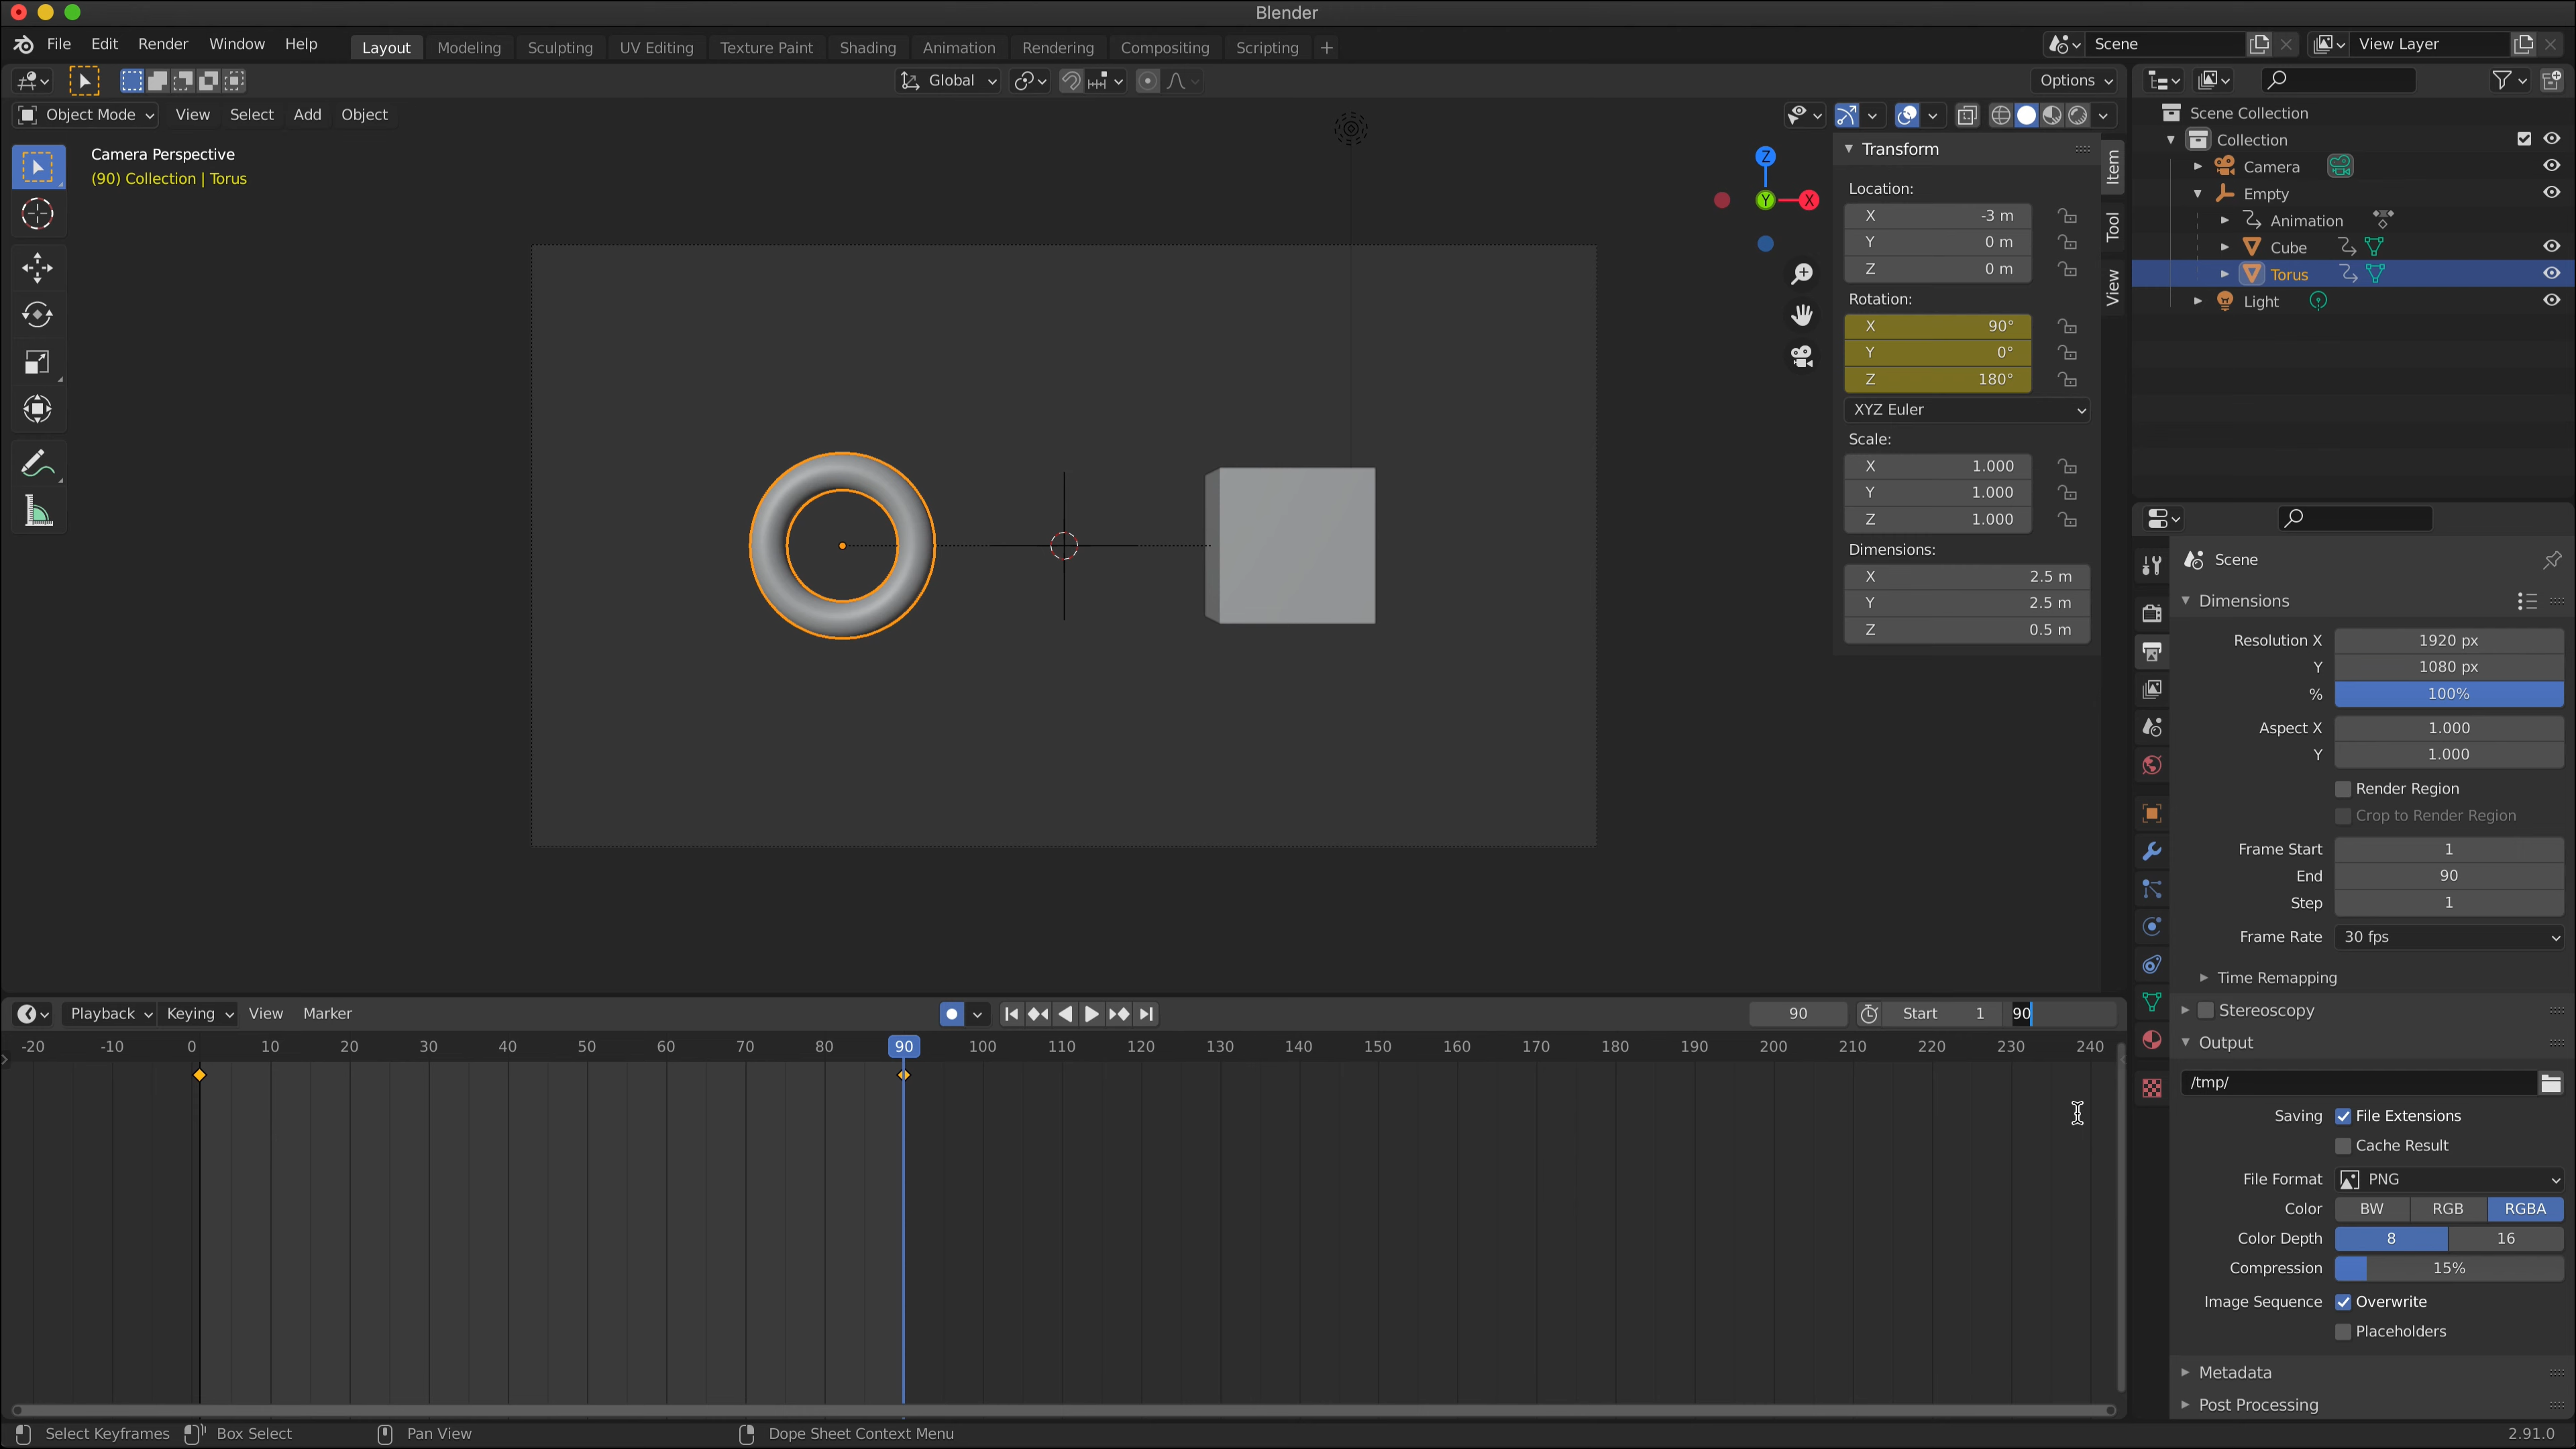 Blender
File Edit Render Window Help Layout Modeling Sculpting UV Editing Texture Paint Shading Animation Rendering Compositing Scripting + Scene View Layer
Global Options
Object Mode View Select Add Object
Camera Perspective
(90) Collection | Torus
Z
Y X
Transform
Location:
X -3 m
Y 0 m
Z 0 m
Rotation:
X 90°
Y 0°
Z 180°
XYZ Euler
Scale:
X 1.000
Y 1.000
Z 1.000
Dimensions:
X 2.5 m
Y 2.5 m
Z 0.5 m
Item
Tool
View
Scene Collection
Collection
Camera
Empty
Animation
Cube
Torus
Light
Scene
Dimensions
Resolution X 1920 px
Y 1080 px
% 100%
Aspect X 1.000
Y 1.000
Render Region
Crop to Render Region
Frame Start 1
End 90
Step 1
Frame Rate 30 fps
Time Remapping
Stereoscopy
Output
/tmp/
Saving File Extensions
Cache Result
File Format PNG
Color BW RGB RGBA
Color Depth 8 16
Compression 15%
Image Sequence Overwrite
Placeholders
Metadata
Post Processing
Playback Keying View Marker 90 Start 1 90
-20 -10 0 10 20 30 40 50 60 70 80 90 100 110 120 130 140 150 160 170 180 190 200 210 220 230 240
Select Keyframes Box Select Pan View Dope Sheet Context Menu 2.91.0